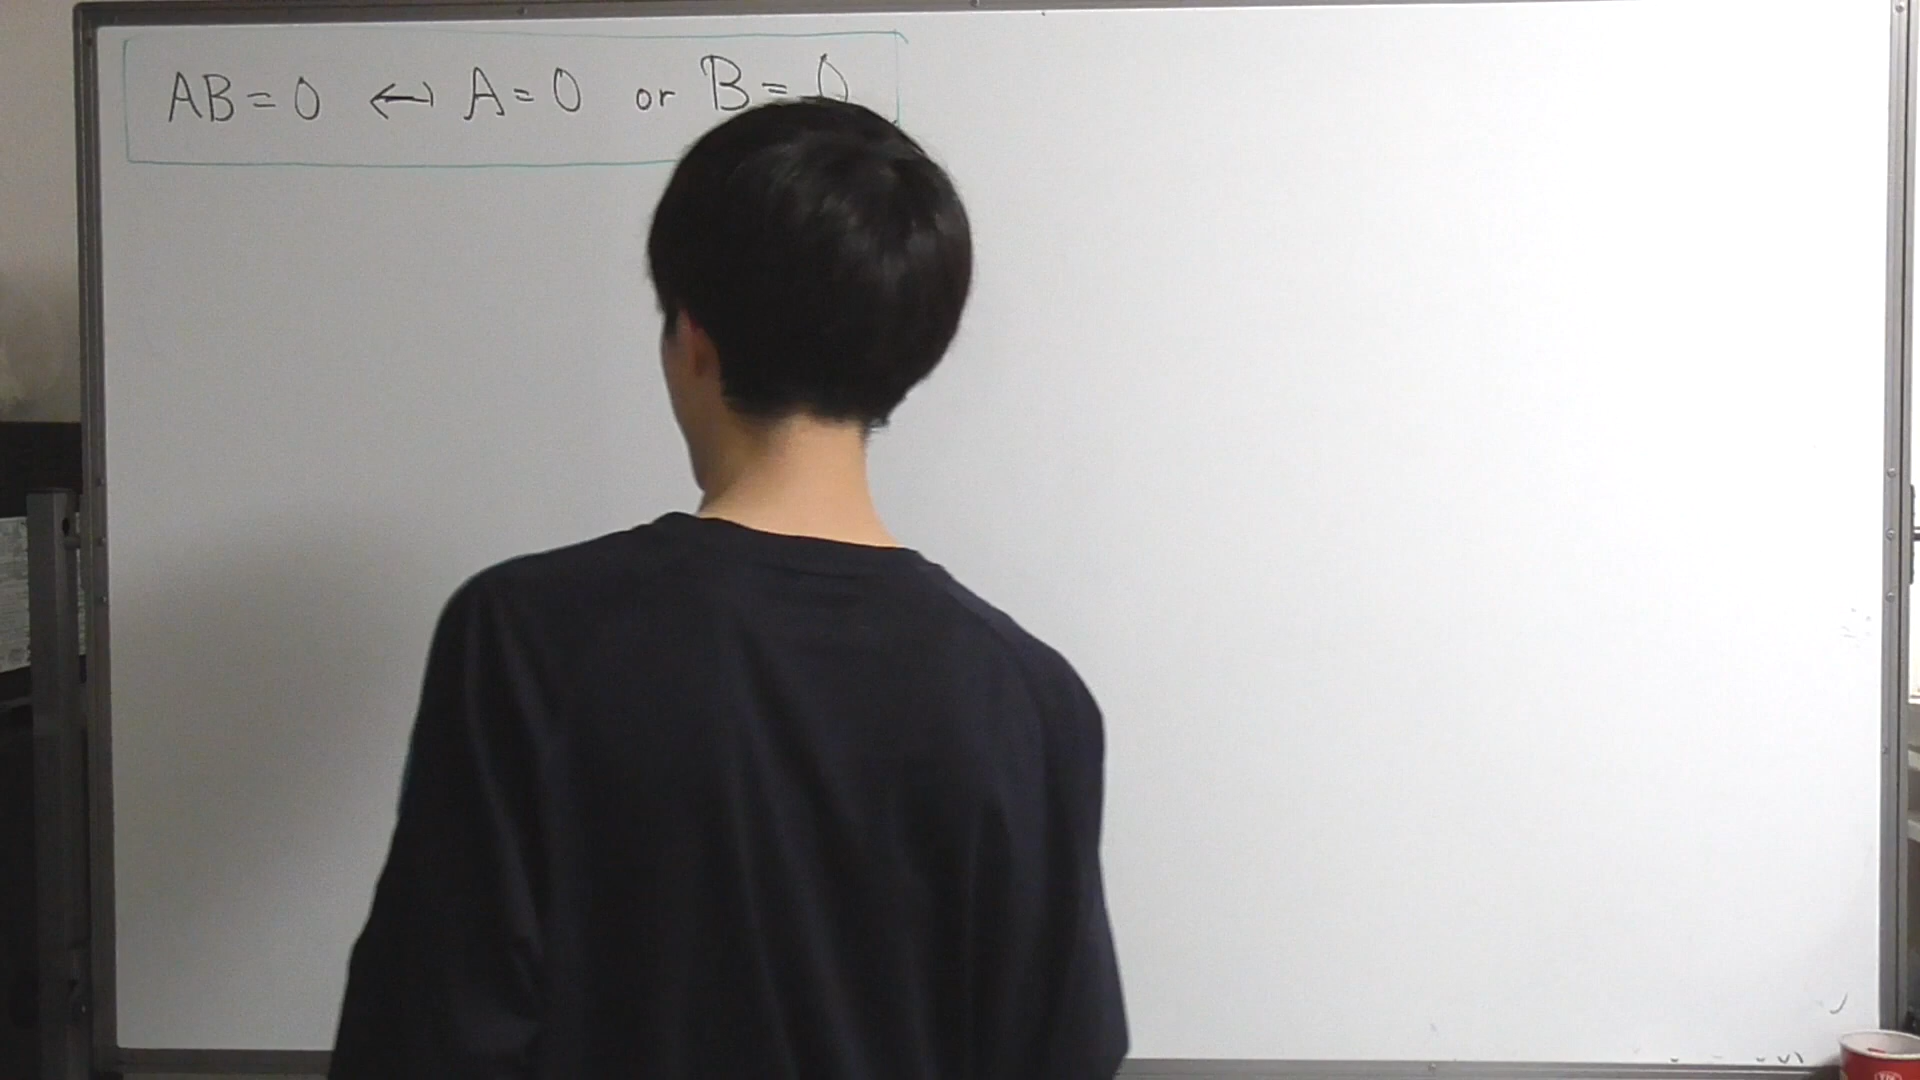 AB = 0 ↔ A = 0 or B = 0